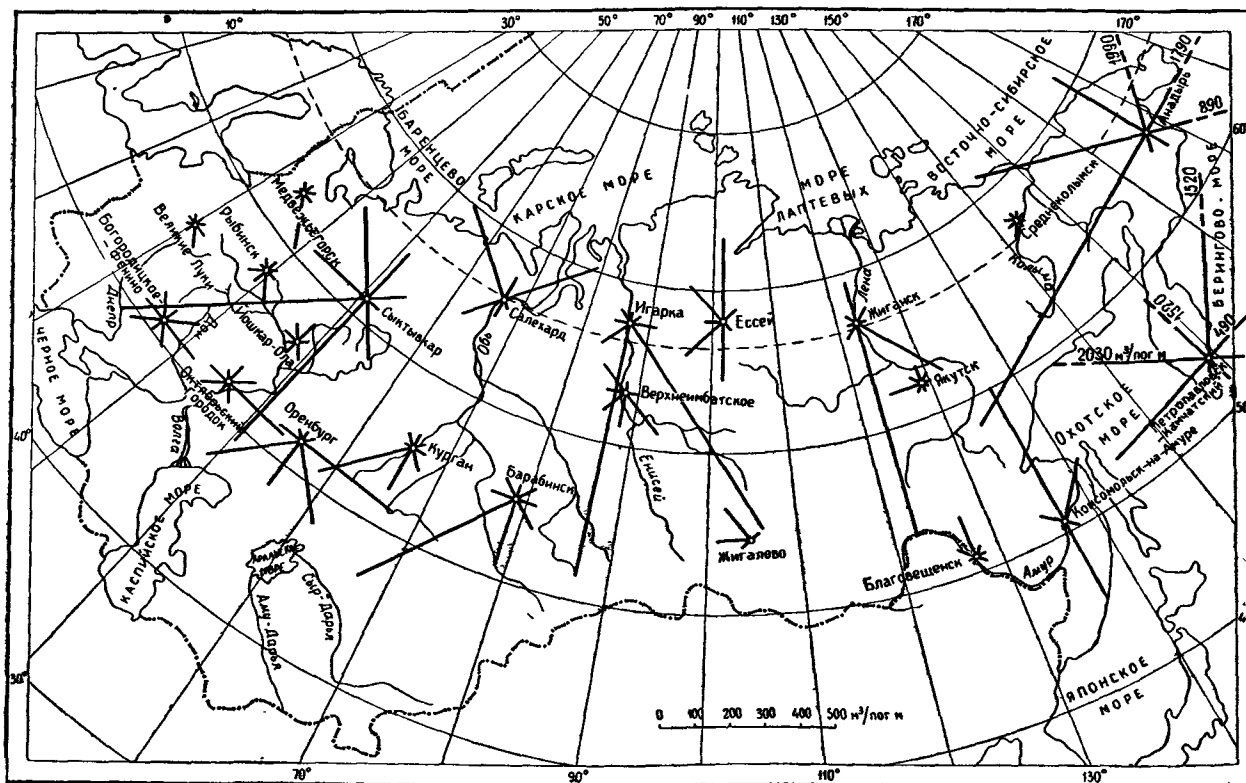 10°
30°
50°
70°
90°
110°
130°
150°
170°
170°
БАРЕНЦЕВО
МОРЕ
КАРСКОЕ МОРЕ
МОРЕ
ЛАПТЕВЫХ
ВОСТОЧНО-СИБИРСКОЕ
МОРЕ
1990
1790
Анадырь
890
60
1520
БЕРИНГОВО МОРЕ
Среднеколымск
Колыма
Медвежьегорск
Рыбинск
Великие Луки
Богородицкое
Фенино
Днепр
Дон
Йошкар-Ола
Сыктывкар
Салехард
Обь
Игарка
Ессей
Лена
Жиганск
Якутск
1520
490
2030 м³/пог м
Петропавловск
-Камчатский
50
ОХОТСКОЕ
МОРЕ
Комсомольск-на-Амуре
ЧЕРНОЕ МОРЕ
40°
Октябрьский
городок
Волга
Оренбург
Курган
Барабинск
Верхнеимбатское
Енисей
Жигалево
Благовещенск
Амур
КАСПИЙСКОЕ МОРЕ
АРАЛЬСКОЕ
МОРЕ
Сыр-Дарья
Аму-Дарья
30°
ЯПОНСКОЕ
МОРЕ
0 100 200 300 400 500 м³/пог м
70°
90°
110°
130°